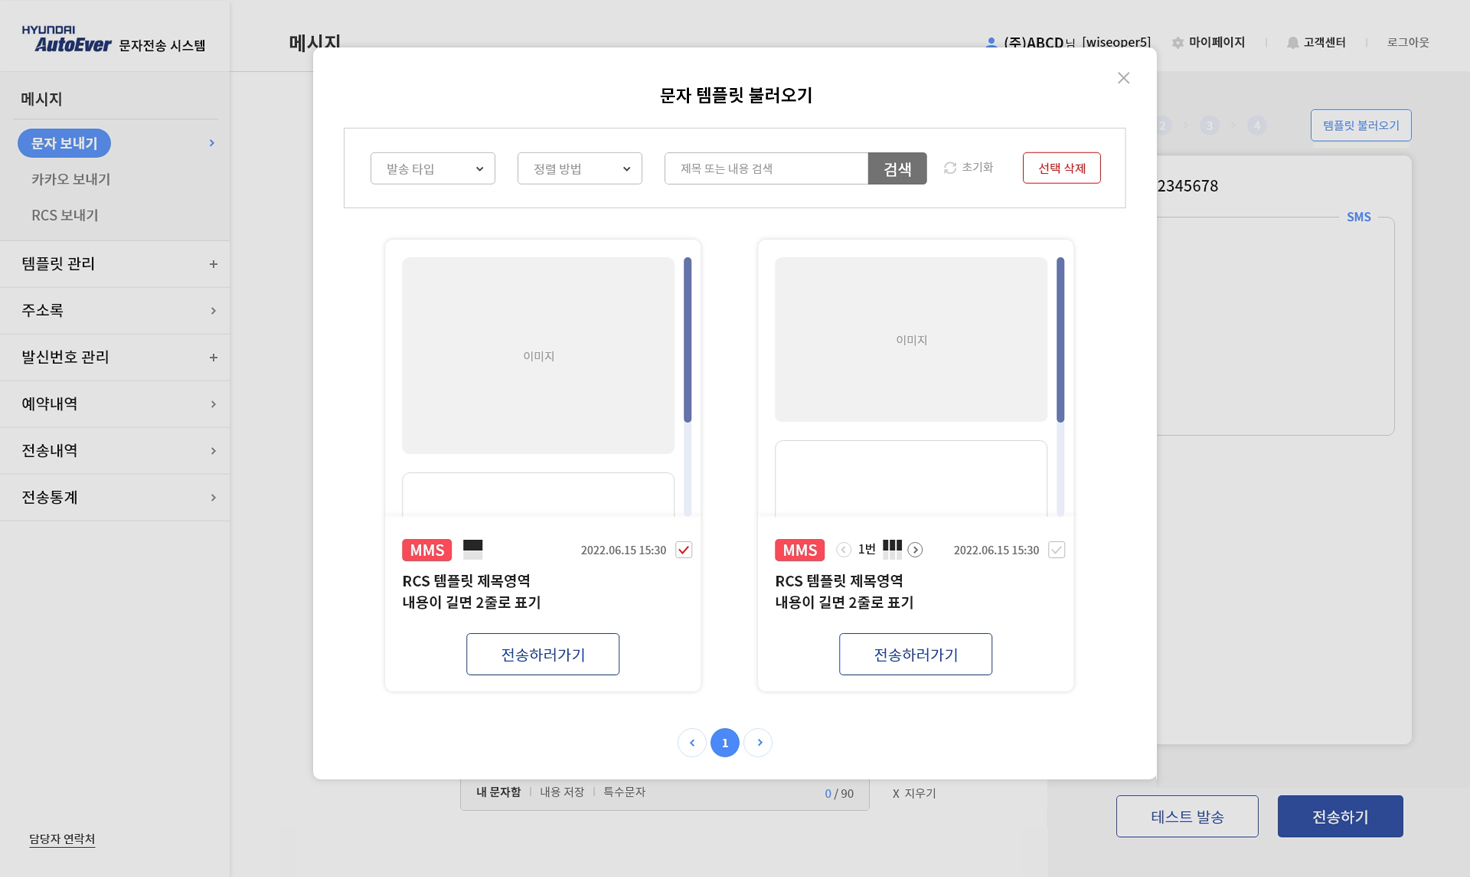 HYUNDAI
AutoEver 문자전송 시스템
메시지
(주)ABCD님 [wiseoper5]
마이페이지
고객센터
로그아웃
메시지
문자 보내기
카카오 보내기
RCS 보내기
템플릿 관리
주소록
발신번호 관리
예약내역
전송내역
전송통계
담당자 연락처
2
3
4
템플릿 불러오기
2345678
SMS
문자 템플릿 불러오기
발송 타입
정렬 방법
제목 또는 내용 검색
검색
초기화
선택 삭제
이미지
MMS
2022.06.15 15:30
RCS 템플릿 제목영역
내용이 길면 2줄로 표기
전송하러가기
이미지
MMS
1번
2022.06.15 15:30
RCS 템플릿 제목영역
내용이 길면 2줄로 표기
전송하러가기
1
내 문자함
내용 저장
특수문자
0 / 90
X 지우기
테스트 발송
전송하기